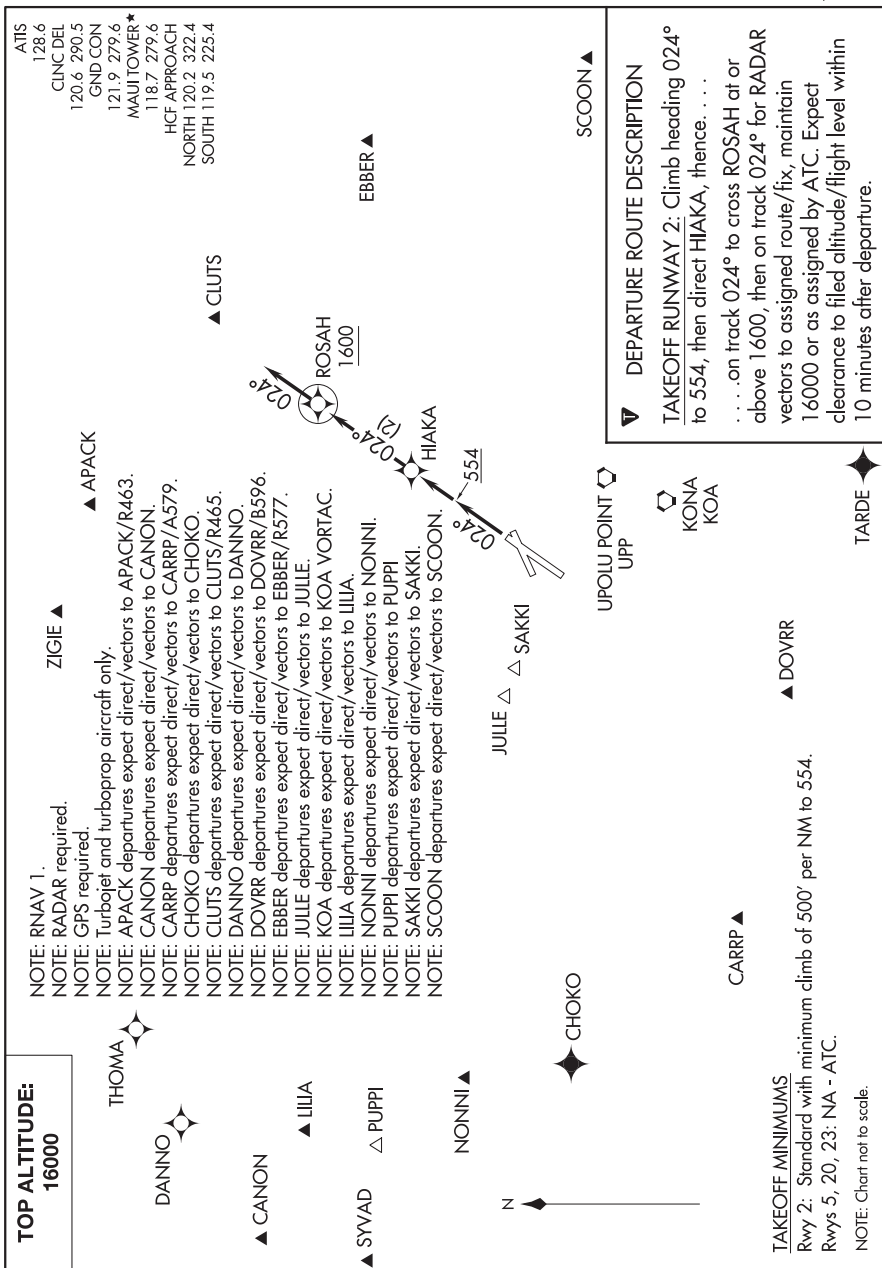 TOP ALTITUDE:
16000
ATIS
128.6
CLNC DEL
120.6 290.5
GND CON
121.9 279.6
MAUI TOWER★
118.7 279.6
HCF APPROACH
NORTH 120.2 322.4
SOUTH 119.5 225.4
NOTE: RNAV 1.
NOTE: RADAR required.
NOTE: GPS required.
NOTE: Turbojet and turboprop aircraft only.
NOTE: APACK departures expect direct/vectors to APACK/R463.
NOTE: CANON departures expect direct/vectors to CANON.
NOTE: CARRP departures expect direct/vectors to CARRP/A579.
NOTE: CHOKO departures expect direct/vectors to CHOKO.
NOTE: CLUTS departures expect direct/vectors to CLUTS/R465.
NOTE: DANNO departures expect direct/vectors to DANNO.
NOTE: DOVRR departures expect direct/vectors to DOVRR/B596.
NOTE: EBBER departures expect direct/vectors to EBBER/R577.
NOTE: JULLE departures expect direct/vectors to JULLE.
NOTE: KOA departures expect direct/vectors to KOA VORTAC.
NOTE: LILIA departures expect direct/vectors to LILIA.
NOTE: NONNI departures expect direct/vectors to NONNI.
NOTE: PUPPI departures expect direct/vectors to PUPPI
NOTE: SAKKI departures expect direct/vectors to SAKKI.
NOTE: SCOON departures expect direct/vectors to SCOON.
ZIGIE
APACK
CLUTS
EBBER
SCOON
THOMA
DANNO
CANON
LILIA
SYVAD
PUPPI
NONNI
CHOKO
CARRP
DOVRR
TARDE
JULLE
SAKKI
UPOLU POINT
UPP
KONA
KOA
024°
ROSAH
1600
024°
(2)
HIAKA
554
024°
N
TAKEOFF MINIMUMS
Rwy 2: Standard with minimum climb of 500' per NM to 554.
Rwys 5, 20, 23: NA - ATC.
NOTE: Chart not to scale.
T DEPARTURE ROUTE DESCRIPTION
TAKEOFF RUNWAY 2: Climb heading 024°
to 554, then direct HIAKA, thence. . . .
. . . .on track 024° to cross ROSAH at or
above 1600, then on track 024° for RADAR
vectors to assigned route/fix, maintain
16000 or as assigned by ATC. Expect
clearance to filed altitude/flight level within
10 minutes after departure.